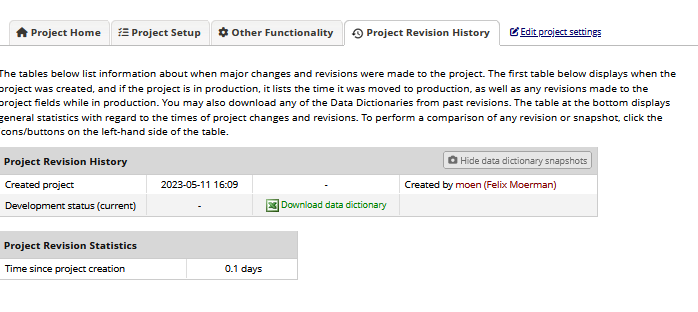 Project Home
Project Setup
Other Functionality
Project Revision History
Edit project settings
The tables below list information about when major changes and revisions were made to the project. The first table below displays when the
project was created, and if the project is in production, it lists the time it was moved to production, as well as any revisions made to the
project fields while in production. You may also download any of the Data Dictionaries from past revisions. The table at the bottom displays
general statistics with regard to the times of project changes and revisions. To perform a comparison of any revision or snapshot, click the
icons/buttons on the left-hand side of the table.
Project Revision History
Hide data dictionary snapshots
Created project 2023-05-11 16:09 - Created by moen (Felix Moerman)
Development status (current) - Download data dictionary
Project Revision Statistics
Time since project creation 0.1 days